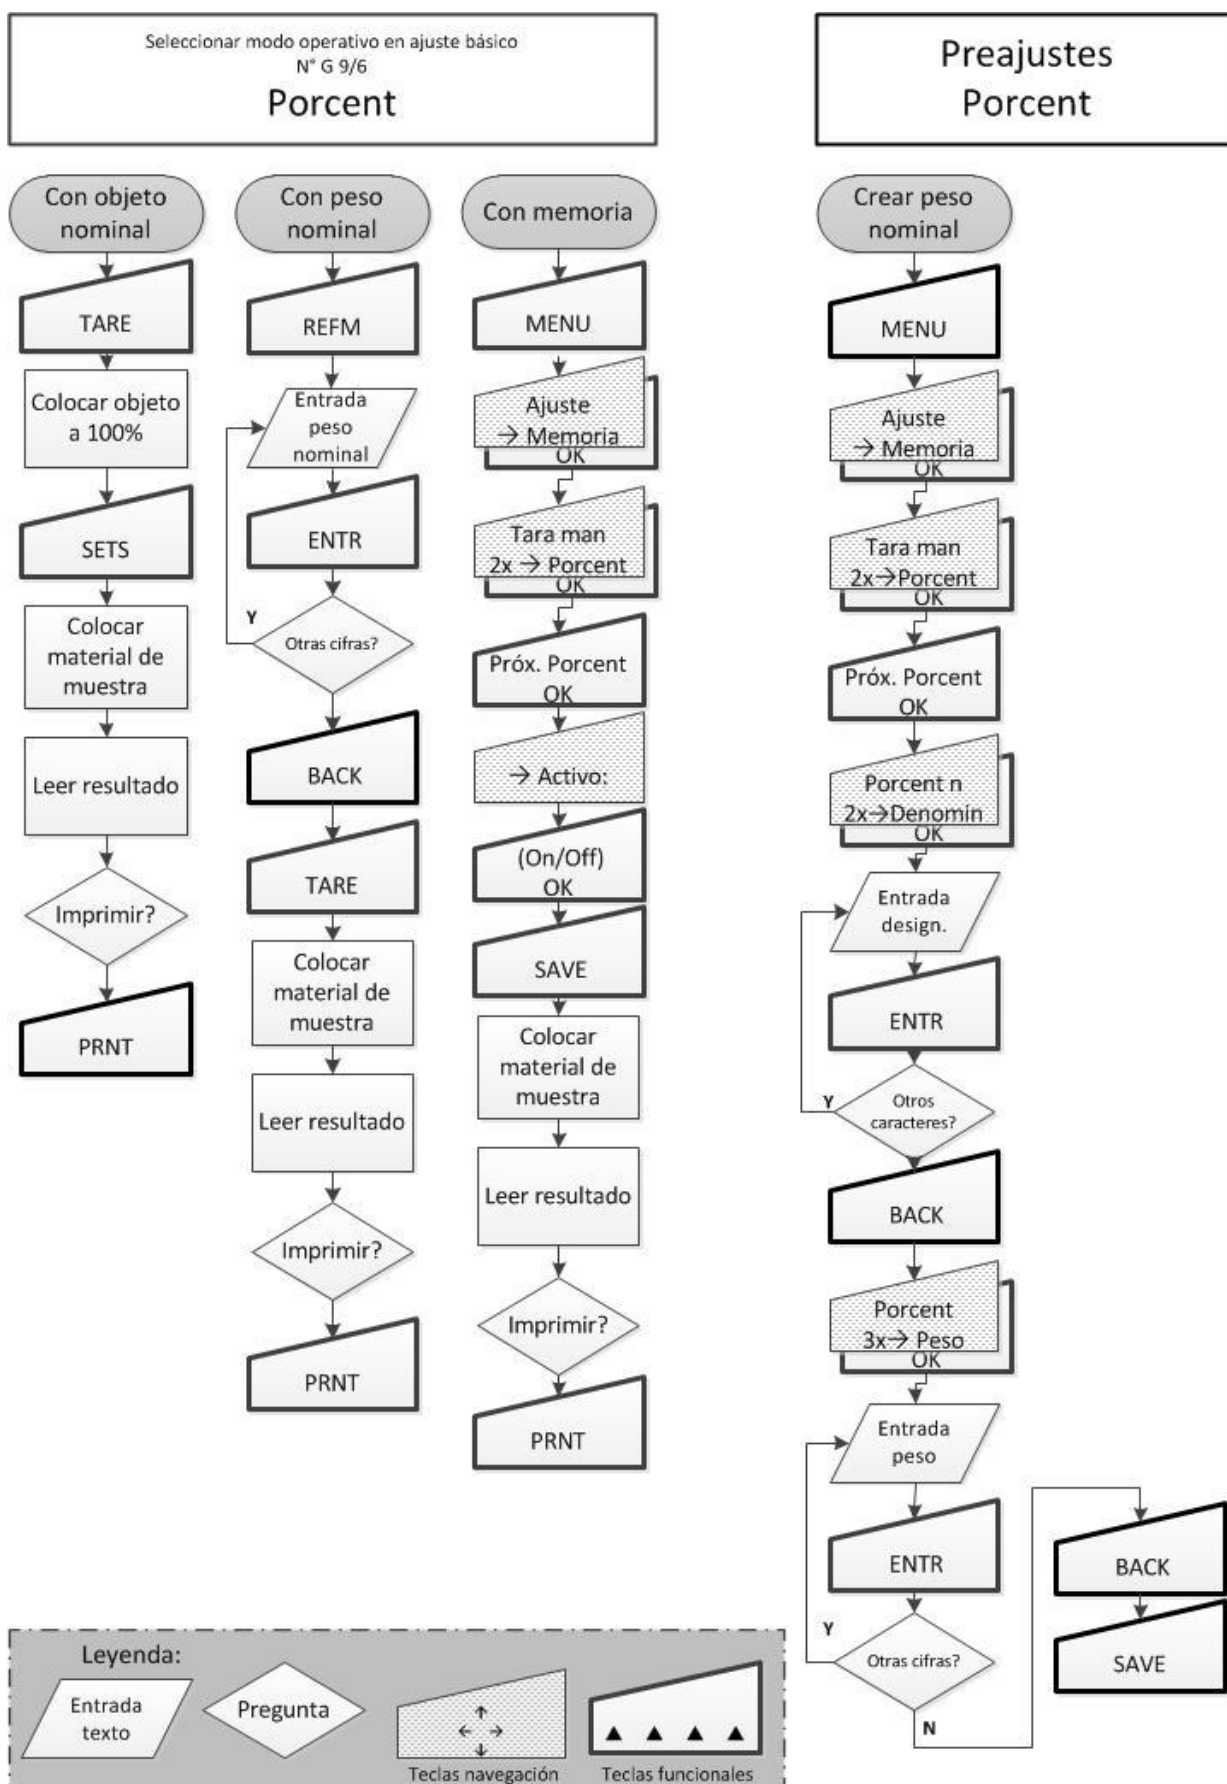 Seleccionar modo operativo en ajuste básico
N° G 9/6
Porcent
Preajustes
Porcent
Con objeto
nominal
TARE
Colocar objeto
a 100%
SETS
Colocar
material de
muestra
Leer resultado
Imprimir?
PRNT
Con peso
nominal
REFM
Entrada
peso
nominal
ENTR
Y
Otras cifras?
BACK
TARE
Colocar
material de
muestra
Leer resultado
Imprimir?
PRNT
Con memoria
MENU
Ajuste
→ Memoria
OK
Tara man
2x → Porcent
OK
Próx. Porcent
OK
→ Activo:
(On/Off)
OK
SAVE
Colocar
material de
muestra
Leer resultado
Imprimir?
PRNT
Crear peso
nominal
MENU
Ajuste
→ Memoria
OK
Tara man
2x→Porcent
OK
Próx. Porcent
OK
Porcent n
2x→Denomin
OK
Entrada
design.
ENTR
Y
Otros
caracteres?
BACK
Porcent
3x→ Peso
OK
Entrada
peso
ENTR
Y
Otras cifras?
N
BACK
SAVE
Leyenda:
Entrada
texto
Pregunta
Teclas navegación
Teclas funcionales